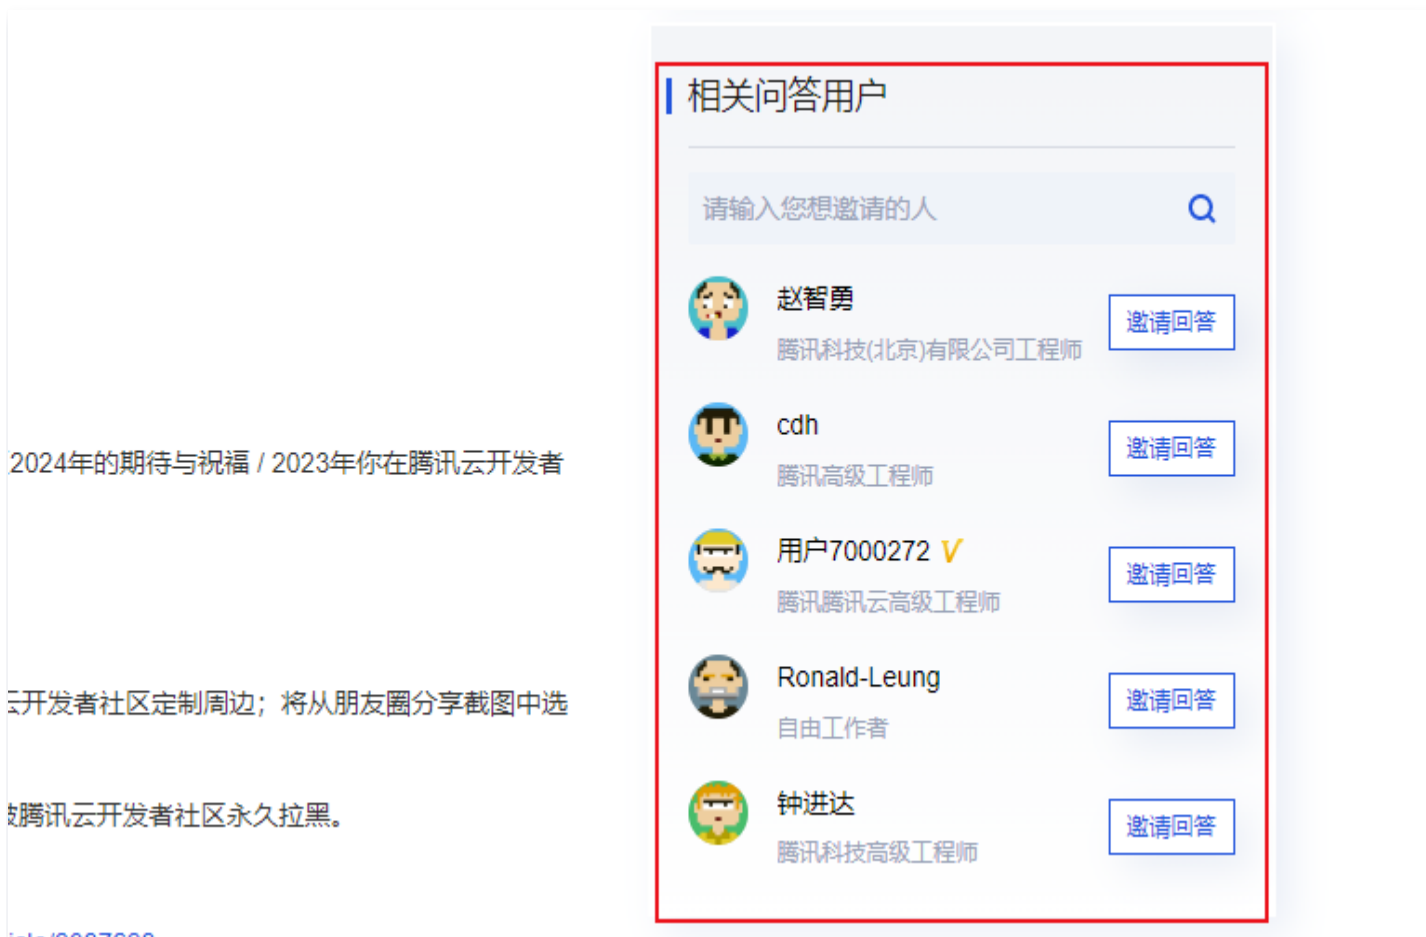 相关问答用户
请输入您想邀请的人
赵智勇
腾讯科技(北京)有限公司工程师
邀请回答
cdh
腾讯高级工程师
邀请回答
2024年的期待与祝福 / 2023年你在腾讯云开发者
用户7000272 V
腾讯腾讯云高级工程师
邀请回答
Ronald-Leung
自由工作者
邀请回答
云开发者社区定制周边；将从朋友圈分享截图中选
钟进达
腾讯科技高级工程师
邀请回答
腾讯云开发者社区永久拉黑。